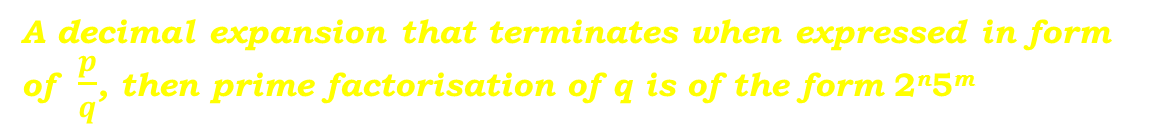 A decimal expansion that terminates when expressed in form
of p/q, then prime factorisation of q is of the form 2ⁿ5ᵐ